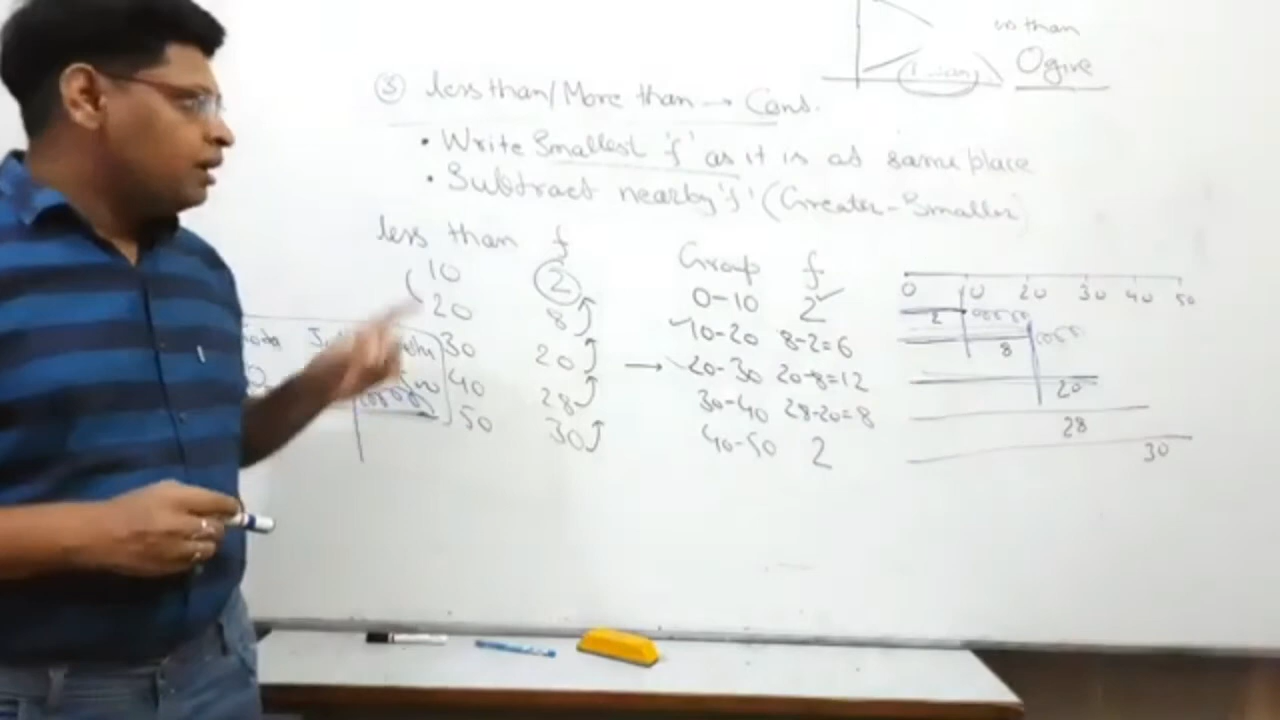 than
Ogive
③ less than/More than → Cons.
• Write Smallest 'f' as it is at same place
• Subtract nearby 'f' (Greater-Smaller)
less than f
10 2
20 8
30 20
40 28
50 30
Group f
0-10 2
10-20 8-2=6
20-30 20-8=12
30-40 28-20=8
40-50 2
0 10 20 30 40 50
2
8
20
28
30